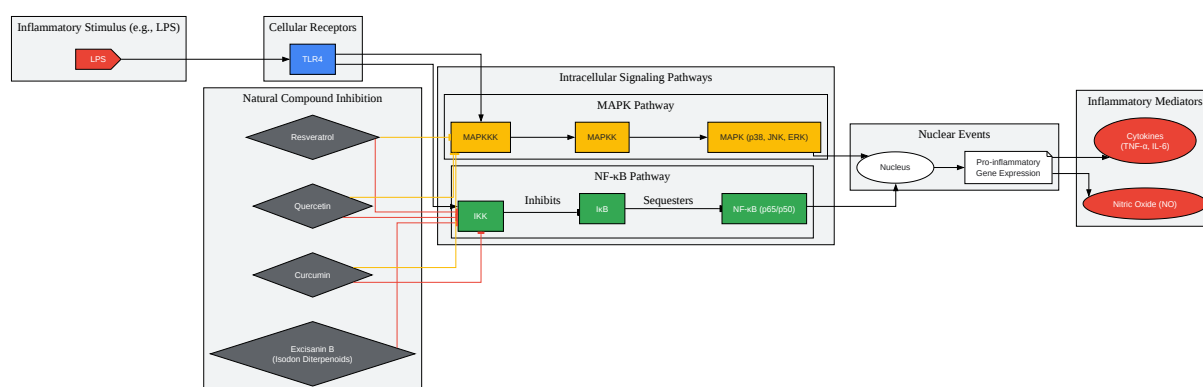 Inflammatory Stimulus (e.g., LPS)
LPS
Cellular Receptors
TLR4
Natural Compound Inhibition
Resveratrol
Quercetin
Curcumin
Excisanin B
(Isodon Diterpenoids)
Intracellular Signaling Pathways
MAPK Pathway
MAPKKK
MAPKK
MAPK (p38, JNK, ERK)
NF-κB Pathway
IKK
Inhibits
IκB
Sequesters
NF-κB (p65/p50)
Nuclear Events
Nucleus
Pro-inflammatory
Gene Expression
Inflammatory Mediators
Cytokines
(TNF-α, IL-6)
Nitric Oxide (NO)